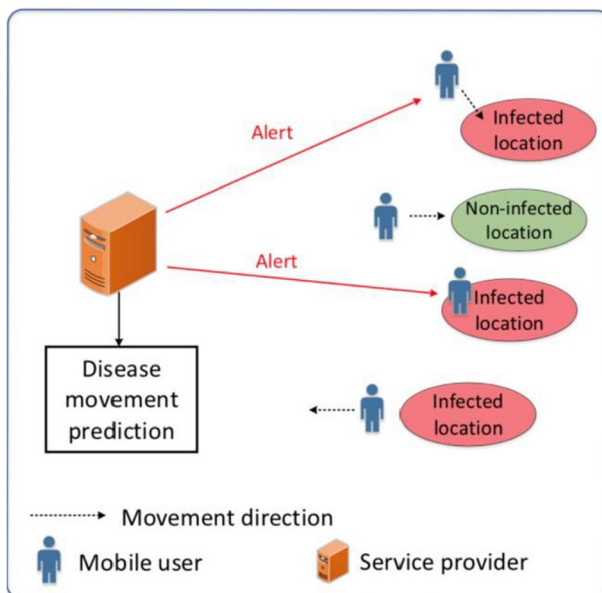 Alert
Infected
location
Non-infected
location
Alert
Infected
location
Disease
movement
prediction
Infected
location
Movement direction
Mobile user
Service provider